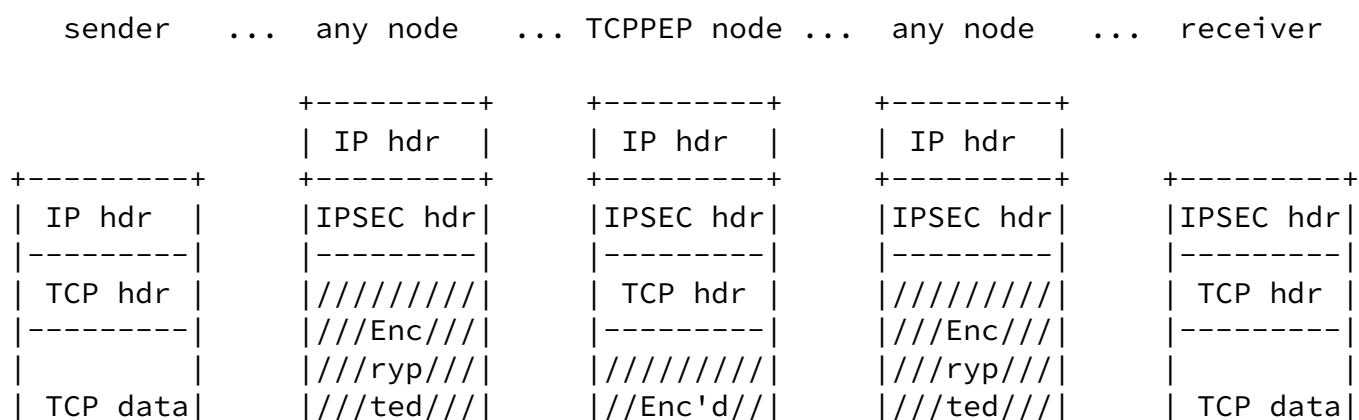 sender ... any node ... TCPPEP node ... any node ... receiver
+---------+ +---------+ +---------+
| IP hdr | | IP hdr | | IP hdr |
+---------+ +---------+ +---------+ +---------+ +---------+
| IP hdr | |IPSEC hdr| |IPSEC hdr| |IPSEC hdr| |IPSEC hdr|
|---------| |---------| |---------| |---------| |---------|
| TCP hdr | |/////////| | TCP hdr | |/////////| | TCP hdr |
|---------| |///Enc///| |---------| |///Enc///| |---------|
| | |///ryp///| |/////////| |///ryp///| | |
| TCP data| |///ted///| |//Enc'd//| |///ted///| | TCP data|